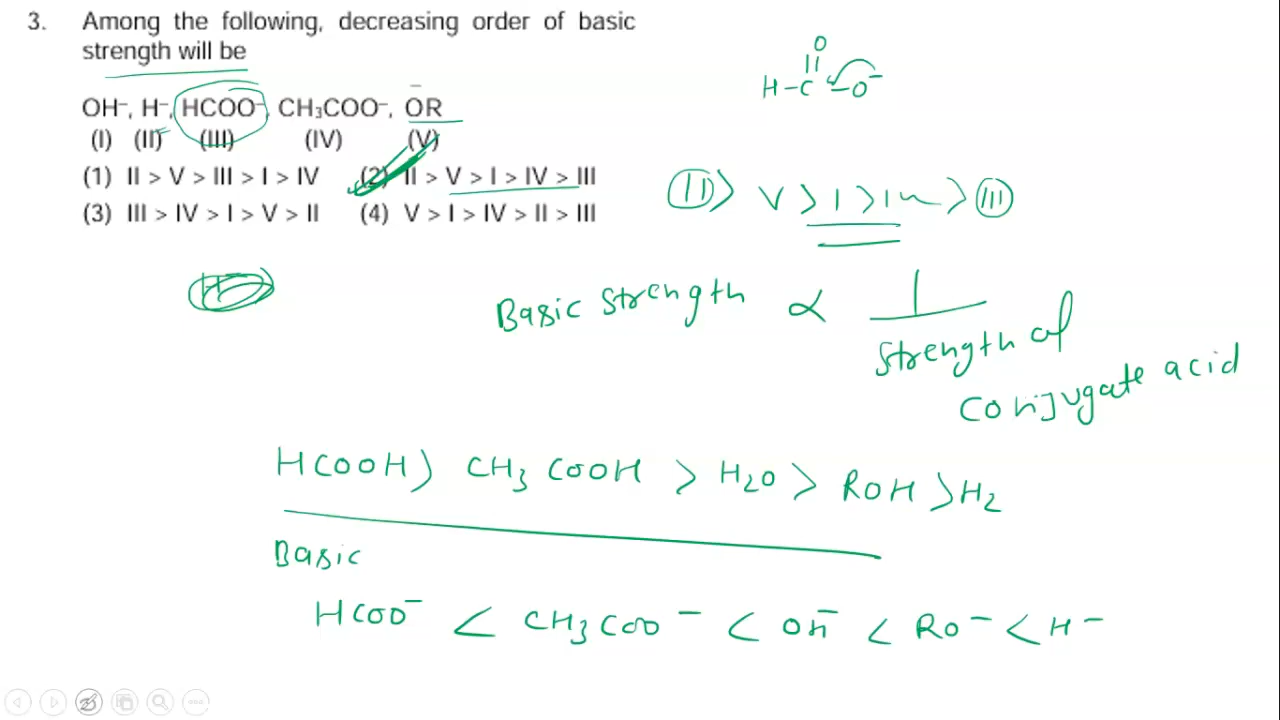 3. Among the following, decreasing order of basic
strength will be
OH⁻, H⁻, HCOO⁻, CH₃COO⁻, ŌR
(I) (II) (III) (IV) (V)
(1) II > V > III > I > IV (2) II > V > I > IV > III
(3) III > IV > I > V > II (4) V > I > IV > II > III
O
H-C-O⁻
(II) > V > I > IV > (III)
Basic strength ∝ 1
strength of
conjugate acid
HCOOH > CH₃COOH > H₂O > ROH > H₂
Basic
HCOO⁻ < CH₃COO⁻ < OH⁻ < RO⁻ < H⁻